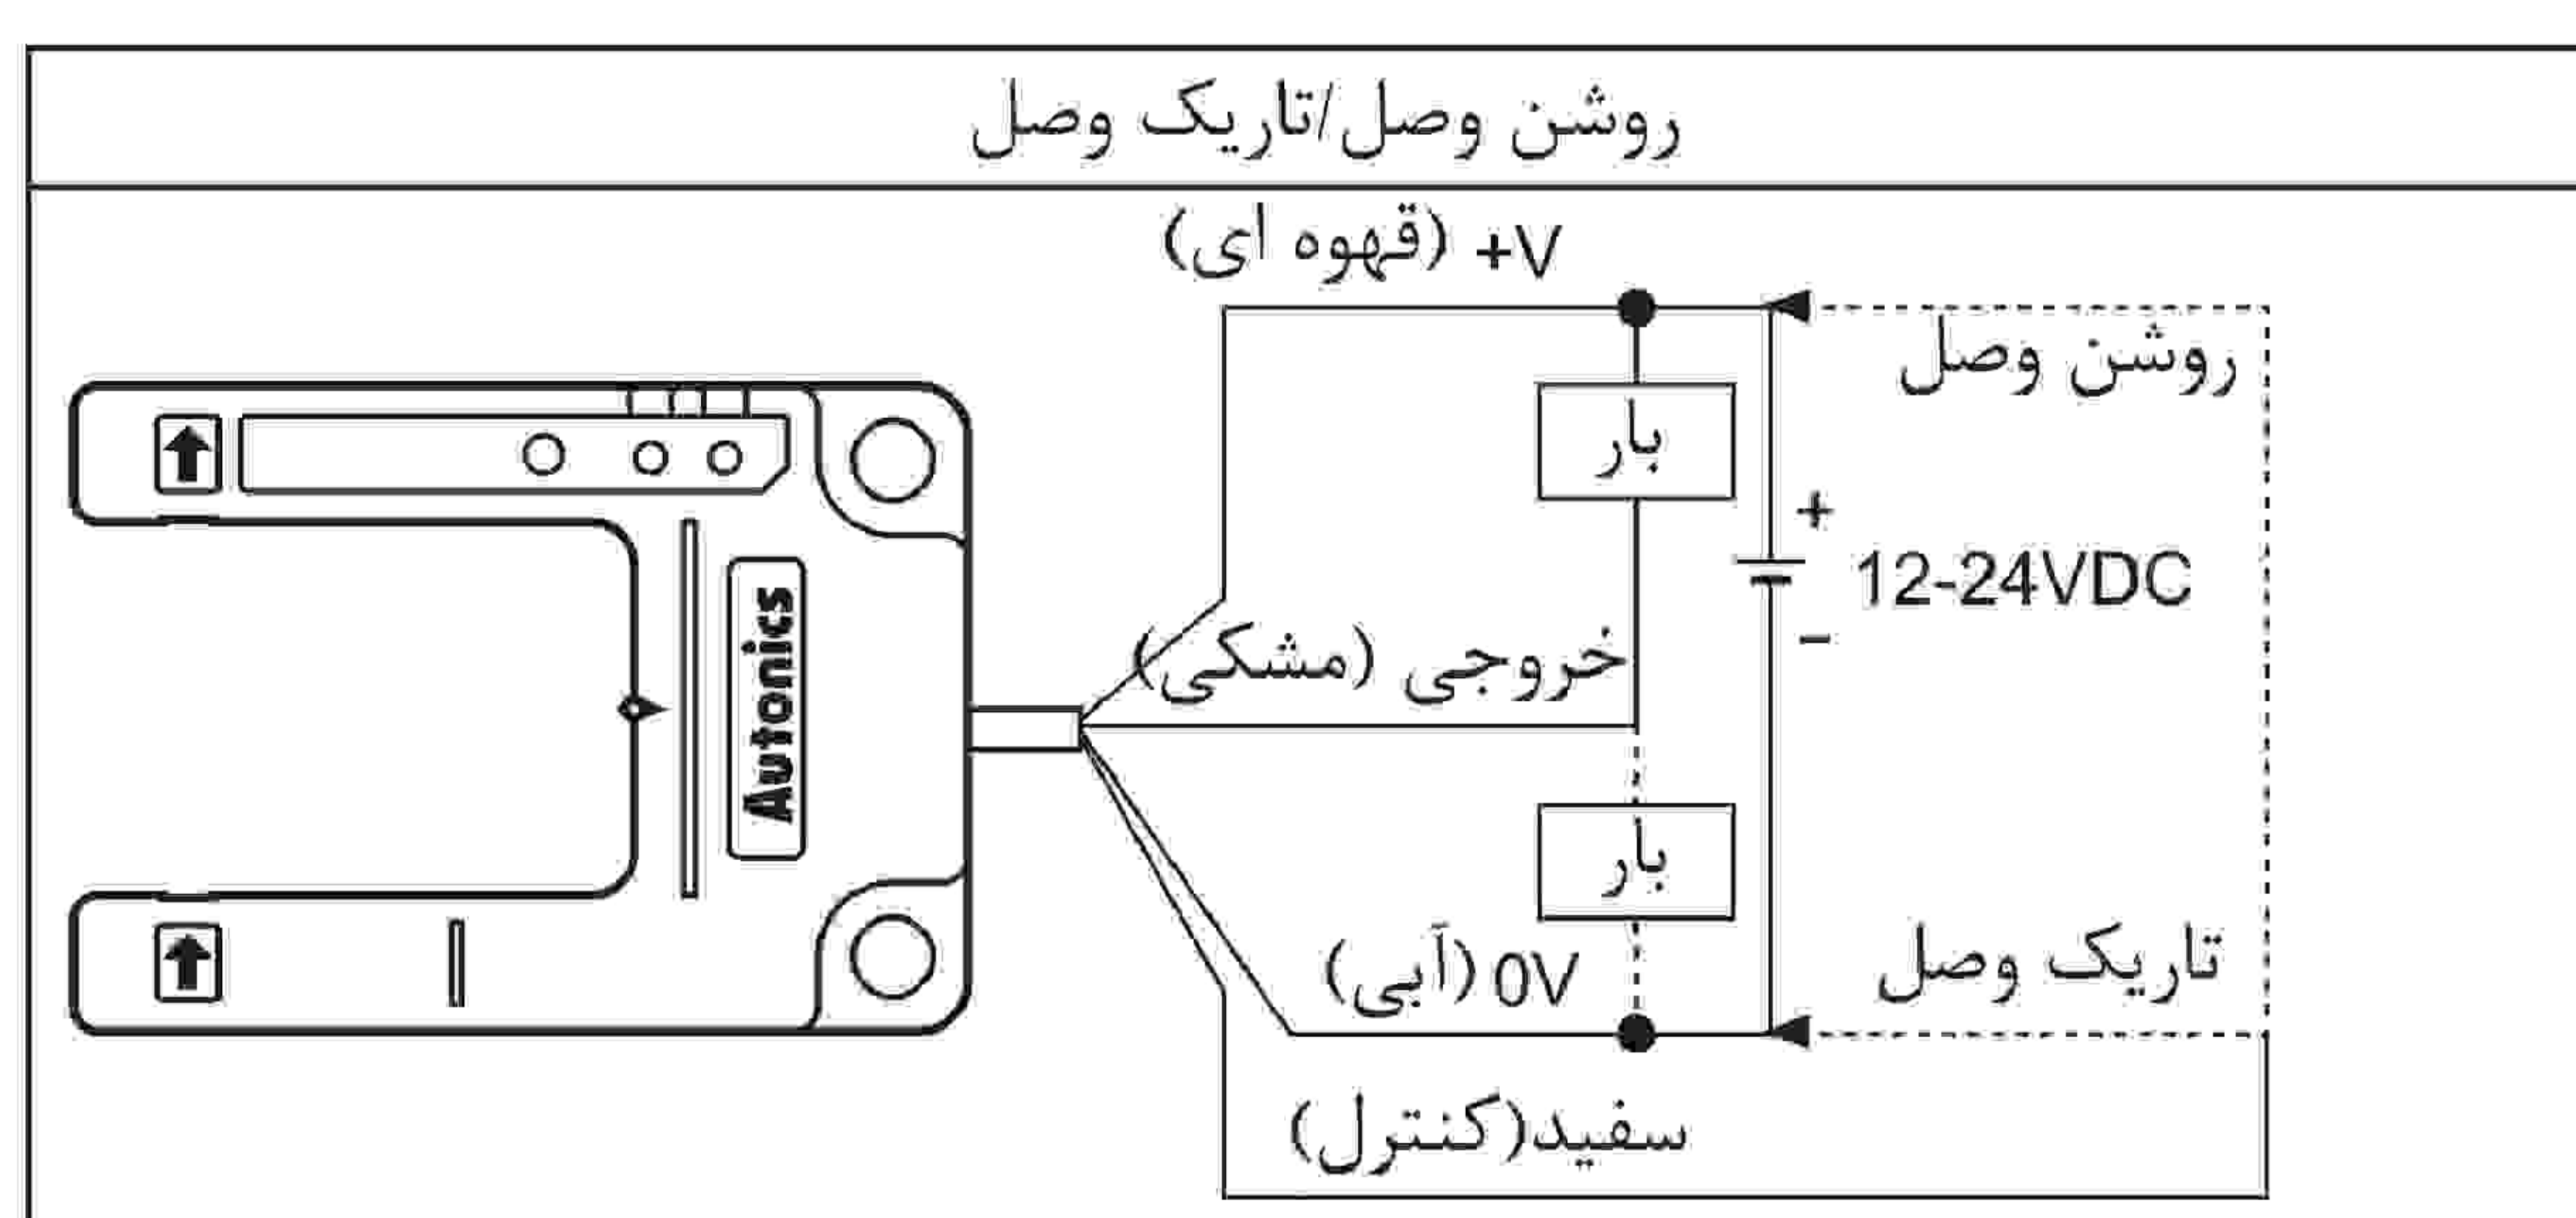 روشن وصل/تاریک وصل
+V (قهوه ای)
روشن وصل
بار
+
12-24VDC
−
خروجی (مشکی)
Autonics
بار
تاریک وصل
0V (آبی)
سفید(کنترل)